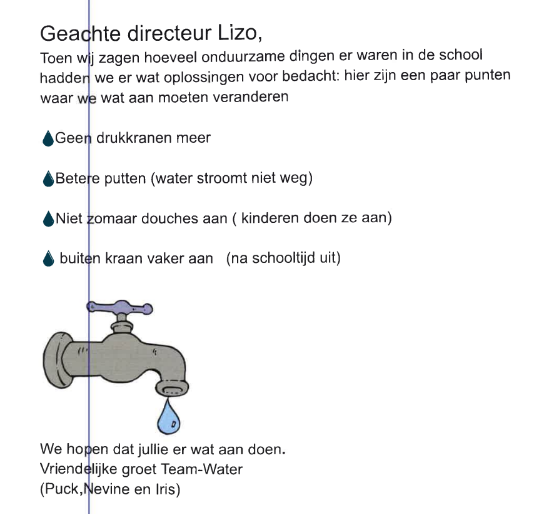 Geachte directeur Lizo,
Toen wij zagen hoeveel onduurzame dingen er waren in de school
hadden we er wat oplossingen voor bedacht: hier zijn een paar punten
waar we wat aan moeten veranderen
Geen drukkranen meer
Betere putten (water stroomt niet weg)
Niet zomaar douches aan ( kinderen doen ze aan)
buiten kraan vaker aan (na schooltijd uit)
We hopen dat jullie er wat aan doen.
Vriendelijke groet Team-Water
(Puck,Nevine en Iris)